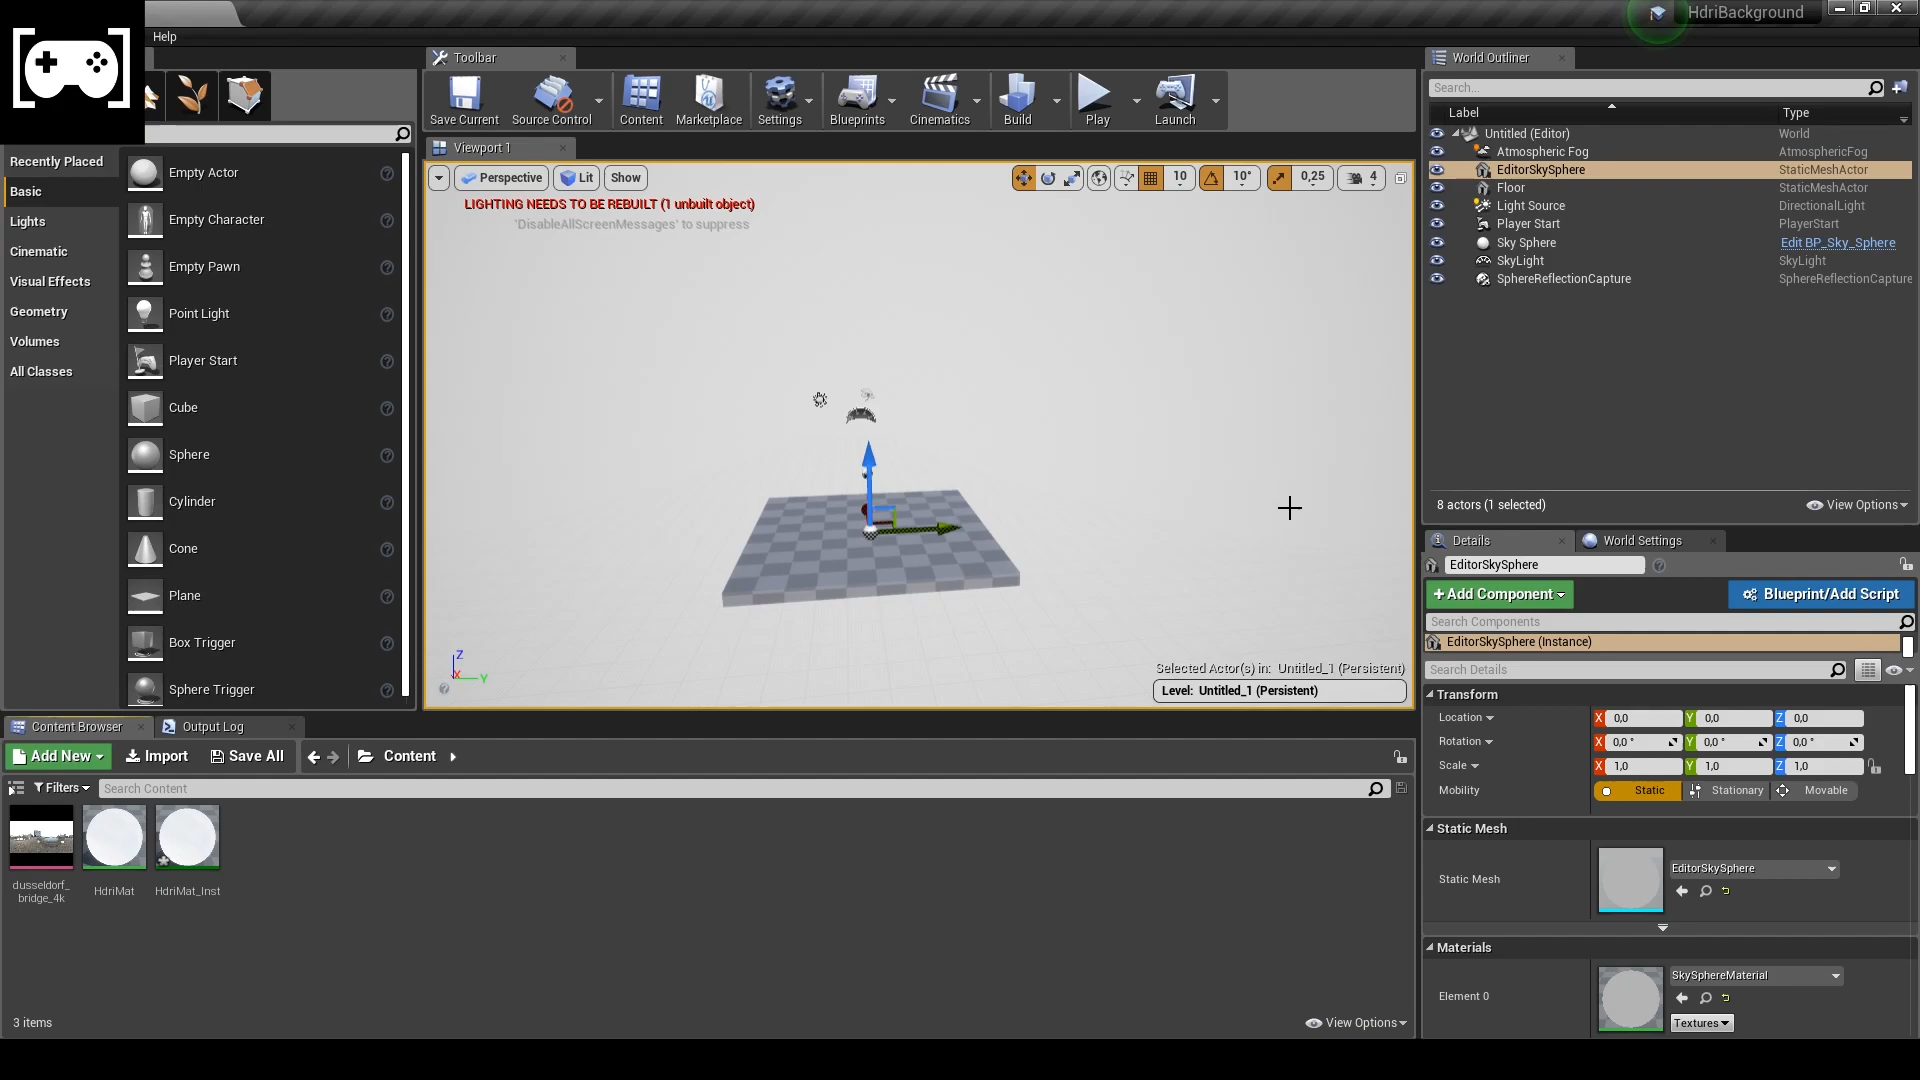 HdriBackground
Help
Toolbar
World Outliner
Save Current
Source Control
Content
Marketplace
Settings
Blueprints
Cinematics
Build
Play
Launch
Search...
Label
Type
Untitled (Editor)
World
Atmospheric Fog
AtmosphericFog
EditorSkySphere
StaticMeshActor
Floor
StaticMeshActor
Light Source
DirectionalLight
Player Start
PlayerStart
Sky Sphere
Edit BP_Sky_Sphere
SkyLight
SkyLight
SphereReflectionCapture
SphereReflectionCapture
8 actors (1 selected)
View Options
Recently Placed
Basic
Lights
Cinematic
Visual Effects
Geometry
Volumes
All Classes
Empty Actor
Empty Character
Empty Pawn
Point Light
Player Start
Cube
Sphere
Cylinder
Cone
Plane
Box Trigger
Sphere Trigger
Viewport 1
Perspective
Lit
Show
10
10°
0,25
4
LIGHTING NEEDS TO BE REBUILT (1 unbuilt object)
'DisableAllScreenMessages' to suppress
Z
X
Y
Selected Actor(s) in: Untitled_1 (Persistent)
Level: Untitled_1 (Persistent)
Details
World Settings
EditorSkySphere
+Add Component
Blueprint/Add Script
Search Components
EditorSkySphere (Instance)
Search Details
Transform
Location
X 0,0 Y 0,0 Z 0,0
Rotation
X 0,0 ° Y 0,0 ° Z 0,0 °
Scale
X 1,0 Y 1,0 Z 1,0
Mobility
Static
Stationary
Movable
Static Mesh
Static Mesh
EditorSkySphere
Materials
Element 0
SkySphereMaterial
Textures
Content Browser
Output Log
Add New
Import
Save All
Content
Filters
Search Content
dusseldorf_
bridge_4k
HdriMat
HdriMat_Inst
3 items
View Options